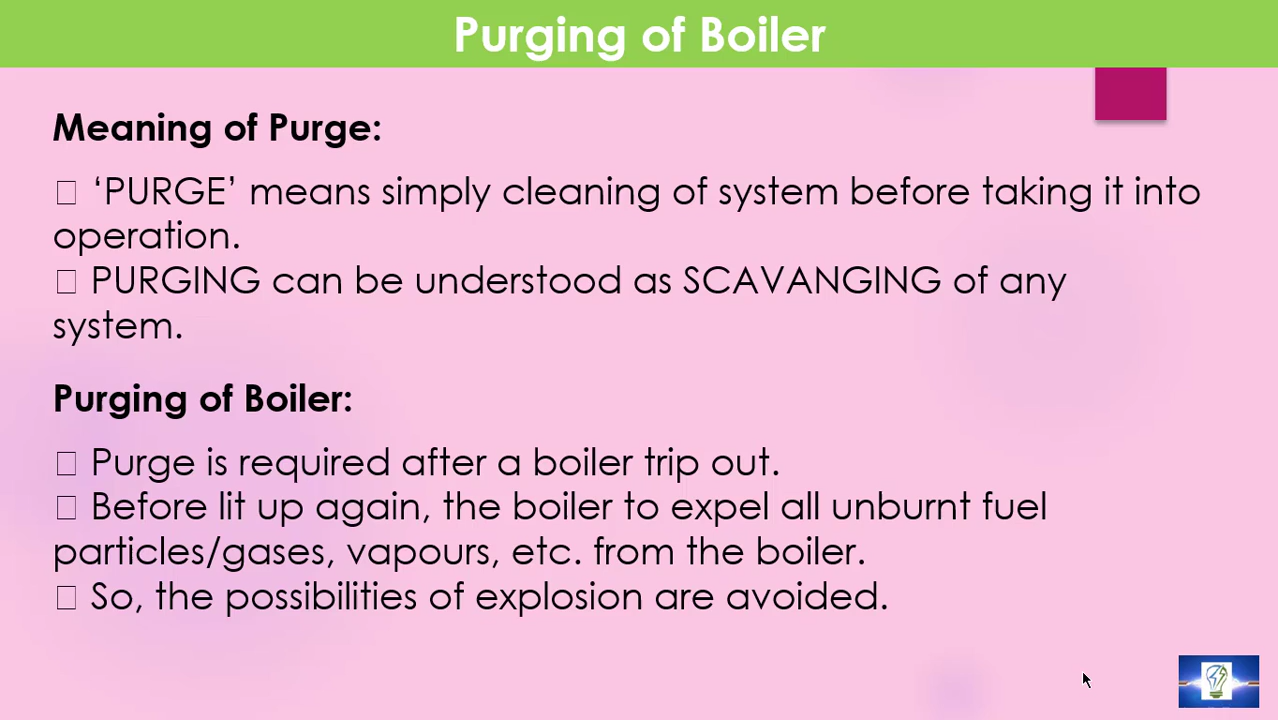 Purging of Boiler
Meaning of Purge:
□ ‘PURGE’ means simply cleaning of system before taking it into
operation.
□ PURGING can be understood as SCAVANGING of any
system.
Purging of Boiler:
□ Purge is required after a boiler trip out.
□ Before lit up again, the boiler to expel all unburnt fuel
particles/gases, vapours, etc. from the boiler.
□ So, the possibilities of explosion are avoided.